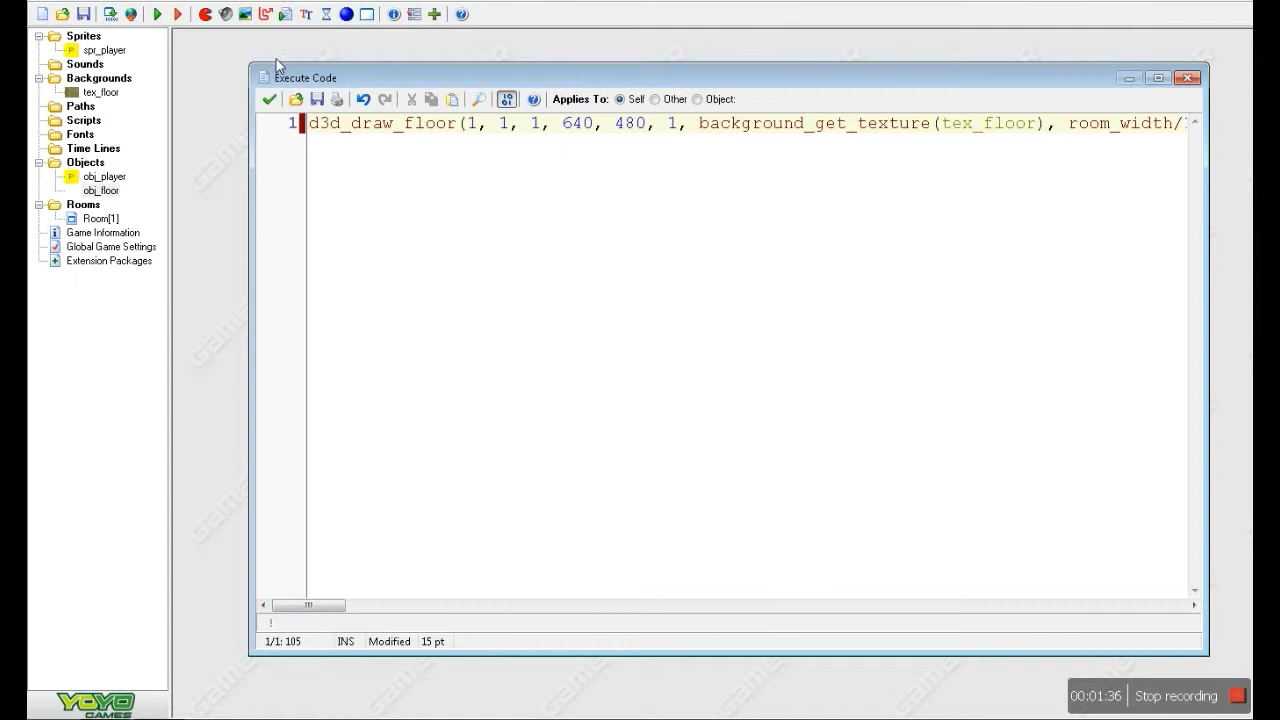 Sprites
spr_player
Sounds
Backgrounds
tex_floor
Paths
Scripts
Fonts
Time Lines
Objects
obj_player
obj_floor
Rooms
Room[1]
Game Information
Global Game Settings
Extension Packages
YOYO
GAMES
Execute Code
Applies To: Self Other Object
1 d3d_draw_floor(1, 1, 1, 640, 480, 1, background_get_texture(tex_floor), room_width/
!
1/1: 105 INS Modified 15 pt
00:01:36 Stop recording